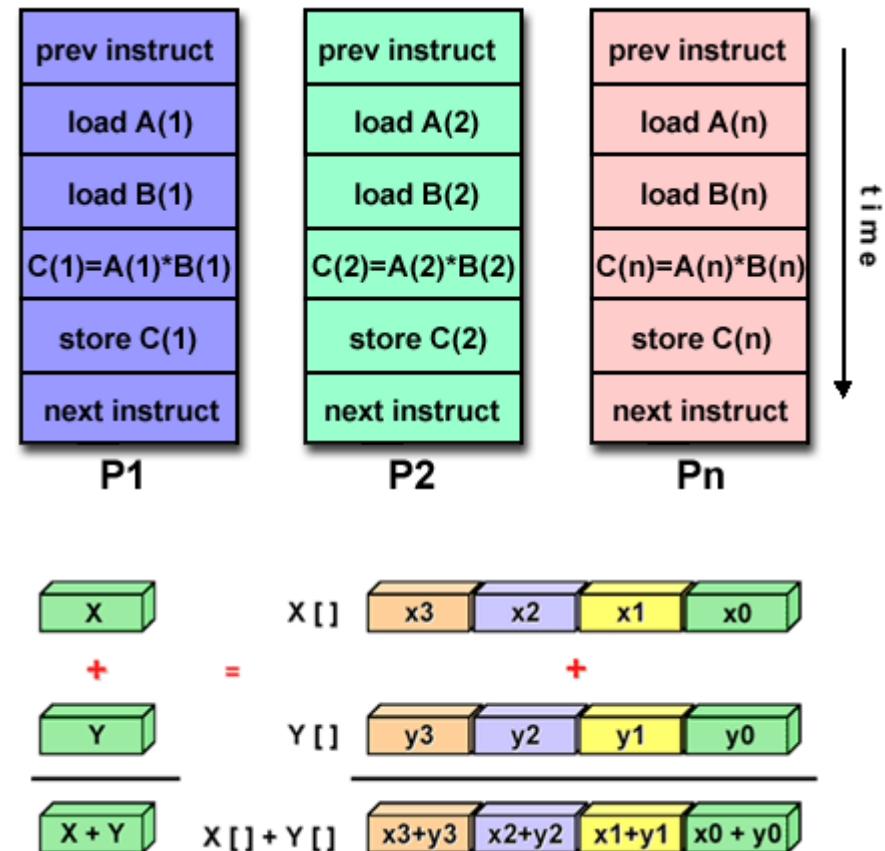 prev instruct prev instruct prev instruct
load A(1) load A(2) load A(n)
load B(1) load B(2) load B(n)
C(1)=A(1)*B(1) C(2)=A(2)*B(2) C(n)=A(n)*B(n)
store C(1) store C(2) store C(n)
next instruct next instruct next instruct
time
P1 P2 Pn
X X [ ] x3 x2 x1 x0
+ = +
Y Y [ ] y3 y2 y1 y0
X + Y X [ ] + Y [ ] x3+y3 x2+y2 x1+y1 x0 + y0